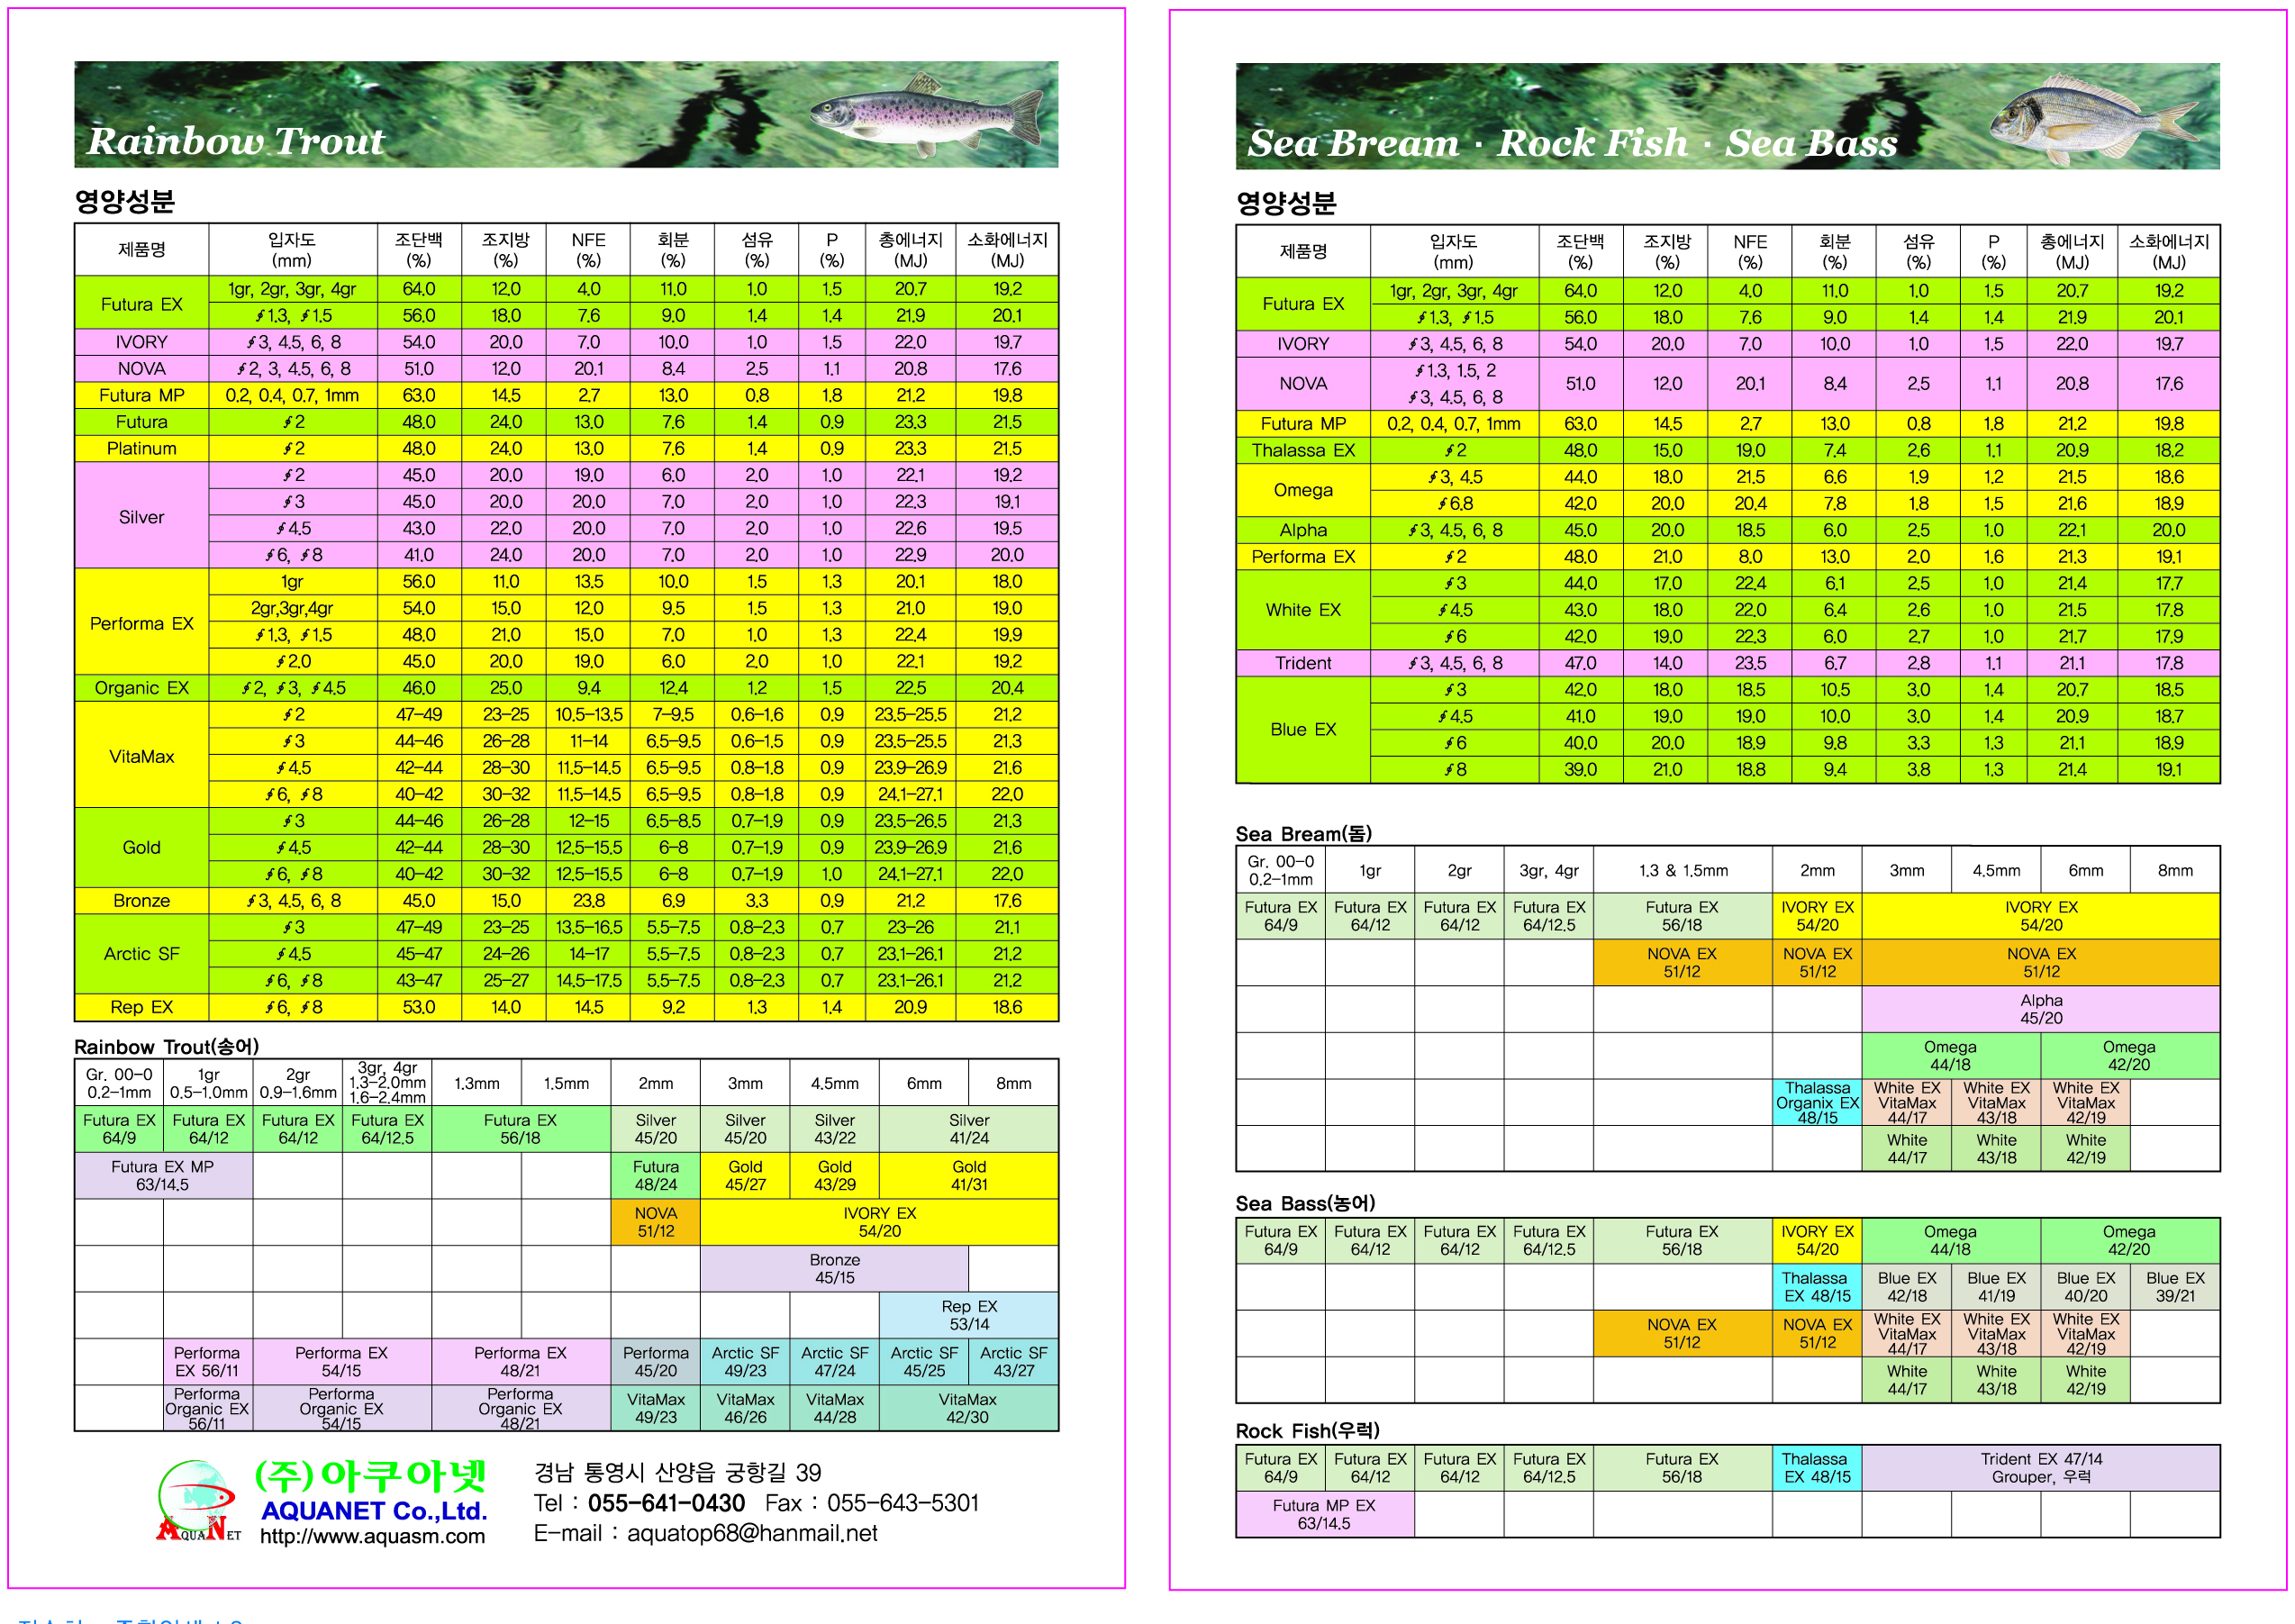 Rainbow Trout
영양성분
제품명 입자도 (mm) 조단백 (%) 조지방 (%) NFE (%) 회분 (%) 섬유 (%) P (%) 총에너지 (MJ) 소화에너지 (MJ)
Futura EX 1gr, 2gr, 3gr, 4gr 64.0 12.0 4.0 11.0 1.0 1.5 20.7 19.2
∮1.3, ∮1.5 56.0 18.0 7.6 9.0 1.4 1.4 21.9 20.1
IVORY ∮3, 4.5, 6, 8 54.0 20.0 7.0 10.0 1.0 1.5 22.0 19.7
NOVA ∮2, 3, 4.5, 6, 8 51.0 12.0 20.1 8.4 2.5 1.1 20.8 17.6
Futura MP 0.2, 0.4, 0.7, 1mm 63.0 14.5 2.7 13.0 0.8 1.8 21.2 19.8
Futura ∮2 48.0 24.0 13.0 7.6 1.4 0.9 23.3 21.5
Platinum ∮2 48.0 24.0 13.0 7.6 1.4 0.9 23.3 21.5
Silver ∮2 45.0 20.0 19.0 6.0 2.0 1.0 22.1 19.2
∮3 45.0 20.0 20.0 7.0 2.0 1.0 22.3 19.1
∮4.5 43.0 22.0 20.0 7.0 2.0 1.0 22.6 19.5
∮6, ∮8 41.0 24.0 20.0 7.0 2.0 1.0 22.9 20.0
Performa EX 1gr 56.0 11.0 13.5 10.0 1.5 1.3 20.1 18.0
2gr,3gr,4gr 54.0 15.0 12.0 9.5 1.5 1.3 21.0 19.0
∮1.3, ∮1.5 48.0 21.0 15.0 7.0 1.0 1.3 22.4 19.9
∮2.0 45.0 20.0 19.0 6.0 2.0 1.0 22.1 19.2
Organic EX ∮2, ∮3, ∮4.5 46.0 25.0 9.4 12.4 1.2 1.5 22.5 20.4
VitaMax ∮2 47-49 23-25 10.5-13.5 7-9.5 0.6-1.6 0.9 23.5-25.5 21.2
∮3 44-46 26-28 11-14 6.5-9.5 0.6-1.5 0.9 23.5-25.5 21.3
∮4.5 42-44 28-30 11.5-14.5 6.5-9.5 0.8-1.8 0.9 23.9-26.9 21.6
∮6, ∮8 40-42 30-32 11.5-14.5 6.5-9.5 0.8-1.8 0.9 24.1-27.1 22.0
Gold ∮3 44-46 26-28 12-15 6.5-8.5 0.7-1.9 0.9 23.5-26.5 21.3
∮4.5 42-44 28-30 12.5-15.5 6-8 0.7-1.9 0.9 23.9-26.9 21.6
∮6, ∮8 40-42 30-32 12.5-15.5 6-8 0.7-1.9 1.0 24.1-27.1 22.0
Bronze ∮3, 4.5, 6, 8 45.0 15.0 23.8 6.9 3.3 0.9 21.2 17.6
Arctic SF ∮3 47-49 23-25 13.5-16.5 5.5-7.5 0.8-2.3 0.7 23-26 21.1
∮4.5 45-47 24-26 14-17 5.5-7.5 0.8-2.3 0.7 23.1-26.1 21.2
∮6, ∮8 43-47 25-27 14.5-17.5 5.5-7.5 0.8-2.3 0.7 23.1-26.1 21.2
Rep EX ∮6, ∮8 53.0 14.0 14.5 9.2 1.3 1.4 20.9 18.6
Rainbow Trout(송어)
Gr. 00-0 0.2-1mm 1gr 0.5-1.0mm 2gr 0.9-1.6mm 3gr, 4gr 1.3-2.0mm 1.6-2.4mm 1.3mm 1.5mm 2mm 3mm 4.5mm 6mm 8mm
Futura EX 64/9 Futura EX 64/12 Futura EX 64/12 Futura EX 64/12.5 Futura EX 56/18 Silver 45/20 Silver 45/20 Silver 43/22 Silver 41/24
Futura EX MP 63/14.5 Futura 48/24 Gold 45/27 Gold 43/29 Gold 41/31
NOVA 51/12 IVORY EX 54/20
Bronze 45/15
Rep EX 53/14
Performa EX 56/11 Performa EX 54/15 Performa EX 48/21 Performa 45/20 Arctic SF 49/23 Arctic SF 47/24 Arctic SF 45/25 Arctic SF 43/27
Performa Organic EX 56/11 Performa Organic EX 54/15 Performa Organic EX 48/21 VitaMax 49/23 VitaMax 46/26 VitaMax 44/28 VitaMax 42/30
AQUANET
(주)아쿠아넷
AQUANET Co.,Ltd.
http://www.aquasm.com
경남 통영시 산양읍 궁항길 39
Tel : 055-641-0430 Fax : 055-643-5301
E-mail : aquatop68@hanmail.net
Sea Bream · Rock Fish · Sea Bass
영양성분
제품명 입자도 (mm) 조단백 (%) 조지방 (%) NFE (%) 회분 (%) 섬유 (%) P (%) 총에너지 (MJ) 소화에너지 (MJ)
Futura EX 1gr, 2gr, 3gr, 4gr 64.0 12.0 4.0 11.0 1.0 1.5 20.7 19.2
∮1.3, ∮1.5 56.0 18.0 7.6 9.0 1.4 1.4 21.9 20.1
IVORY ∮3, 4.5, 6, 8 54.0 20.0 7.0 10.0 1.0 1.5 22.0 19.7
NOVA ∮1.3, 1.5, 2 ∮3, 4.5, 6, 8 51.0 12.0 20.1 8.4 2.5 1.1 20.8 17.6
Futura MP 0.2, 0.4, 0.7, 1mm 63.0 14.5 2.7 13.0 0.8 1.8 21.2 19.8
Thalassa EX ∮2 48.0 15.0 19.0 7.4 2.6 1.1 20.9 18.2
Omega ∮3, 4.5 44.0 18.0 21.5 6.6 1.9 1.2 21.5 18.6
∮6.8 42.0 20.0 20.4 7.8 1.8 1.5 21.6 18.9
Alpha ∮3, 4.5, 6, 8 45.0 20.0 18.5 6.0 2.5 1.0 22.1 20.0
Performa EX ∮2 48.0 21.0 8.0 13.0 2.0 1.6 21.3 19.1
White EX ∮3 44.0 17.0 22.4 6.1 2.5 1.0 21.4 17.7
∮4.5 43.0 18.0 22.0 6.4 2.6 1.0 21.5 17.8
∮6 42.0 19.0 22.3 6.0 2.7 1.0 21.7 17.9
Trident ∮3, 4.5, 6, 8 47.0 14.0 23.5 6.7 2.8 1.1 21.1 17.8
Blue EX ∮3 42.0 18.0 18.5 10.5 3.0 1.4 20.7 18.5
∮4.5 41.0 19.0 19.0 10.0 3.0 1.4 20.9 18.7
∮6 40.0 20.0 18.9 9.8 3.3 1.3 21.1 18.9
∮8 39.0 21.0 18.8 9.4 3.8 1.3 21.4 19.1
Sea Bream(돔)
Gr. 00-0 0.2-1mm 1gr 2gr 3gr, 4gr 1.3 & 1.5mm 2mm 3mm 4.5mm 6mm 8mm
Futura EX 64/9 Futura EX 64/12 Futura EX 64/12 Futura EX 64/12.5 Futura EX 56/18 IVORY EX 54/20 IVORY EX 54/20
NOVA EX 51/12 NOVA EX 51/12 NOVA EX 51/12
Alpha 45/20
Omega 44/18 Omega 42/20
Thalassa Organix EX 48/15 White EX VitaMax 44/17 White EX VitaMax 43/18 White EX VitaMax 42/19
White 44/17 White 43/18 White 42/19
Sea Bass(농어)
Futura EX 64/9 Futura EX 64/12 Futura EX 64/12 Futura EX 64/12.5 Futura EX 56/18 IVORY EX 54/20 Omega 44/18 Omega 42/20
Thalassa EX 48/15 Blue EX 42/18 Blue EX 41/19 Blue EX 40/20 Blue EX 39/21
NOVA EX 51/12 NOVA EX 51/12 White EX VitaMax 44/17 White EX VitaMax 43/18 White EX VitaMax 42/19
White 44/17 White 43/18 White 42/19
Rock Fish(우럭)
Futura EX 64/9 Futura EX 64/12 Futura EX 64/12 Futura EX 64/12.5 Futura EX 56/18 Thalassa EX 48/15 Trident EX 47/14 Grouper, 우럭
Futura MP EX 63/14.5